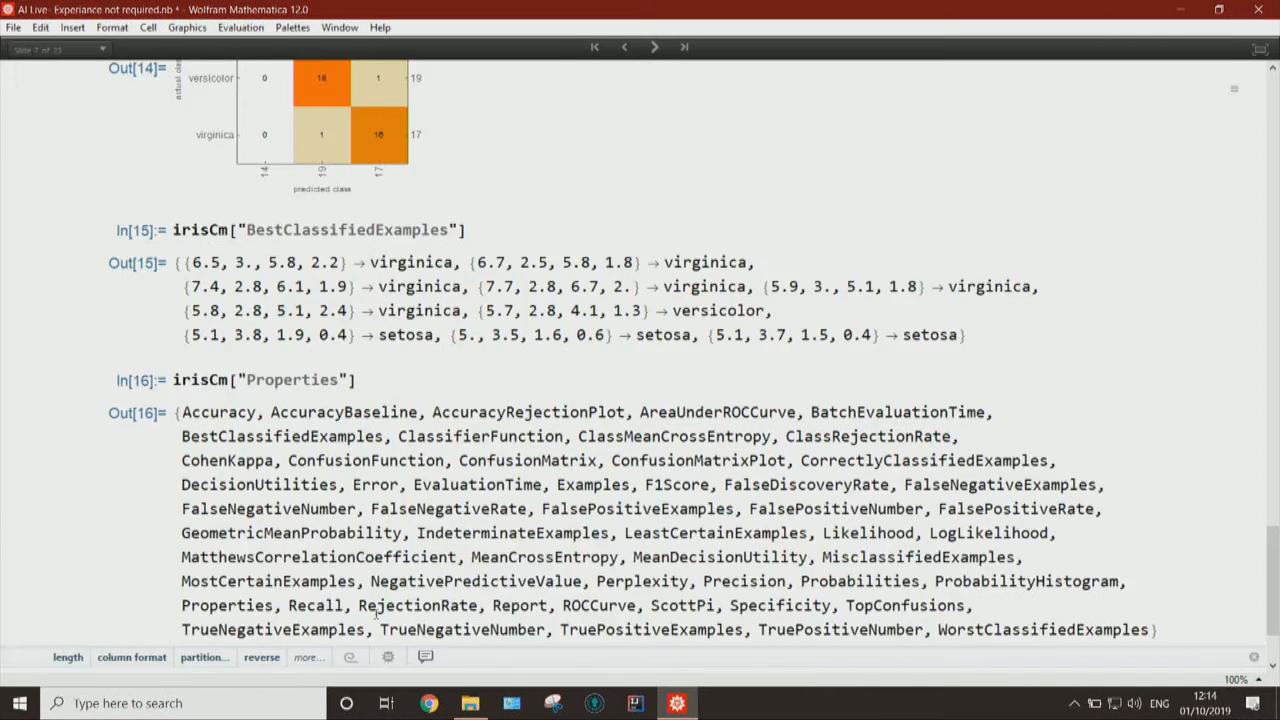 AI Live- Experiance not required.nb * - Wolfram Mathematica 12.0
File Edit Insert Format Cell Graphics Evaluation Palettes Window Help
Slide 7 of 23
Out[14]=
versicolor 0 18 1 19
virginica 0 1 16 17
14 19 17
predicted class
In[15]:= irisCm["BestClassifiedExamples"]
Out[15]= {{6.5, 3., 5.8, 2.2} → virginica, {6.7, 2.5, 5.8, 1.8} → virginica,
{7.4, 2.8, 6.1, 1.9} → virginica, {7.7, 2.8, 6.7, 2.} → virginica, {5.9, 3., 5.1, 1.8} → virginica,
{5.8, 2.8, 5.1, 2.4} → virginica, {5.7, 2.8, 4.1, 1.3} → versicolor,
{5.1, 3.8, 1.9, 0.4} → setosa, {5., 3.5, 1.6, 0.6} → setosa, {5.1, 3.7, 1.5, 0.4} → setosa}
In[16]:= irisCm["Properties"]
Out[16]= {Accuracy, AccuracyBaseline, AccuracyRejectionPlot, AreaUnderROCCurve, BatchEvaluationTime,
BestClassifiedExamples, ClassifierFunction, ClassMeanCrossEntropy, ClassRejectionRate,
CohenKappa, ConfusionFunction, ConfusionMatrix, ConfusionMatrixPlot, CorrectlyClassifiedExamples,
DecisionUtilities, Error, EvaluationTime, Examples, F1Score, FalseDiscoveryRate, FalseNegativeExamples,
FalseNegativeNumber, FalseNegativeRate, FalsePositiveExamples, FalsePositiveNumber, FalsePositiveRate,
GeometricMeanProbability, IndeterminateExamples, LeastCertainExamples, Likelihood, LogLikelihood,
MatthewsCorrelationCoefficient, MeanCrossEntropy, MeanDecisionUtility, MisclassifiedExamples,
MostCertainExamples, NegativePredictiveValue, Perplexity, Precision, Probabilities, ProbabilityHistogram,
Properties, Recall, RejectionRate, Report, ROCCurve, ScottPi, Specificity, TopConfusions,
TrueNegativeExamples, TrueNegativeNumber, TruePositiveExamples, TruePositiveNumber, WorstClassifiedExamples}
length column format partition... reverse more...
100%
Type here to search
ENG
12:14
01/10/2019